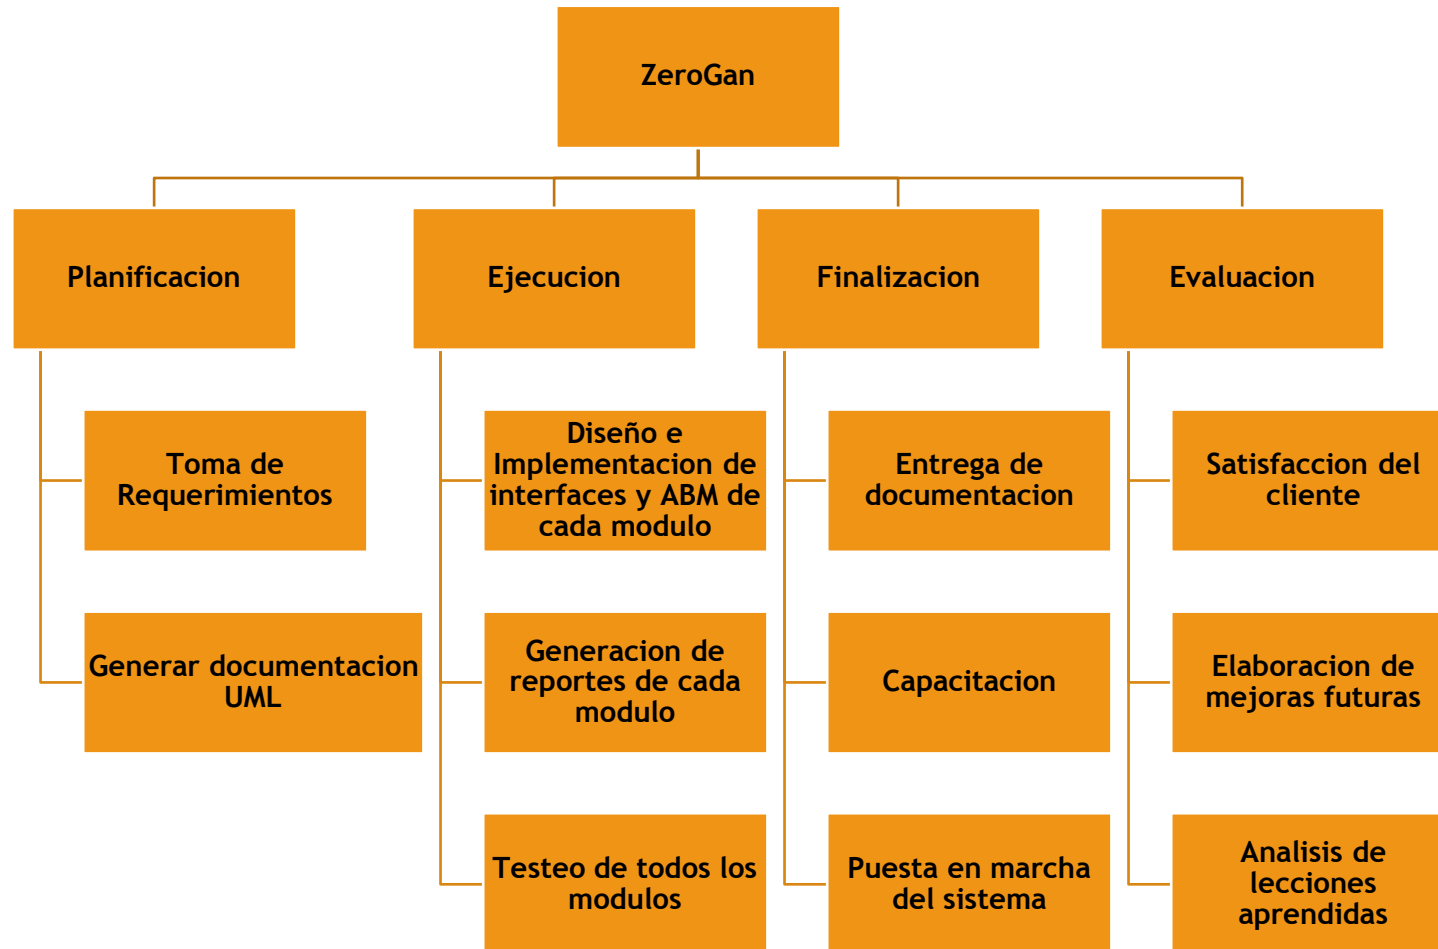 ZeroGan
Planificacion
Ejecucion
Finalizacion
Evaluacion
Toma de
Requerimientos
Diseño e
Implementacion de
interfaces y ABM de
cada modulo
Entrega de
documentacion
Satisfaccion del
cliente
Generar documentacion
UML
Generacion de
reportes de cada
modulo
Capacitacion
Elaboracion de
mejoras futuras
Testeo de todos los
modulos
Puesta en marcha
del sistema
Analisis de
lecciones
aprendidas